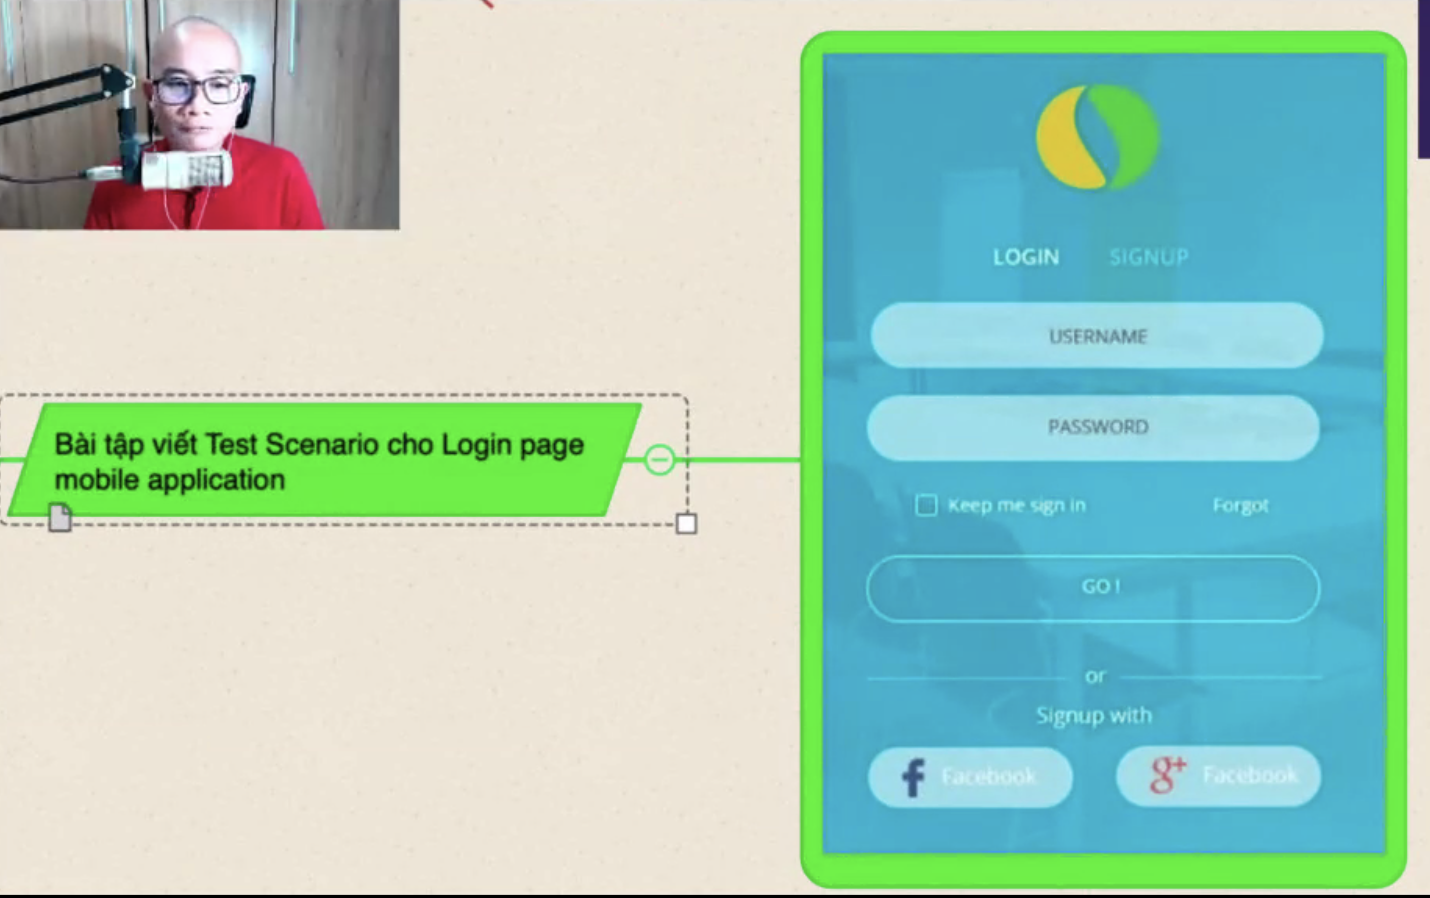 LOGIN SIGNUP
USERNAME
Bài tập viết Test Scenario cho Login page
mobile application
PASSWORD
Keep me sign in Forgot
GO !
or
Signup with
f Facebook g+ Facebook